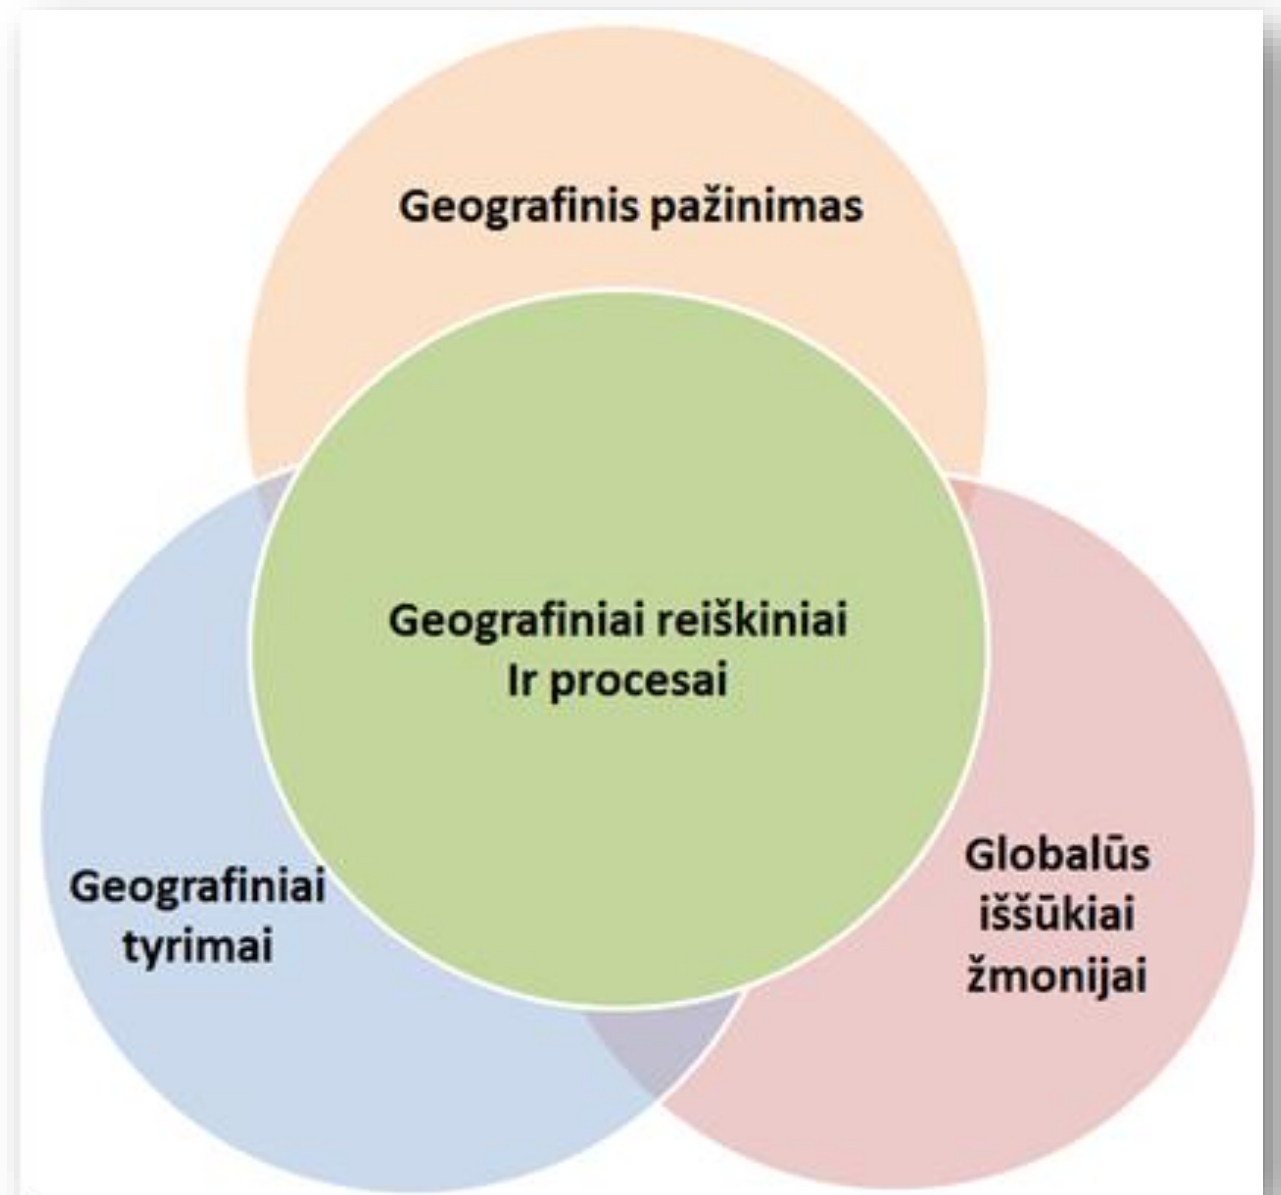 Geografinis pažinimas
Geografiniai reiškiniai
Ir procesai
Geografiniai
tyrimai
Globalūs
iššūkiai
žmonijai